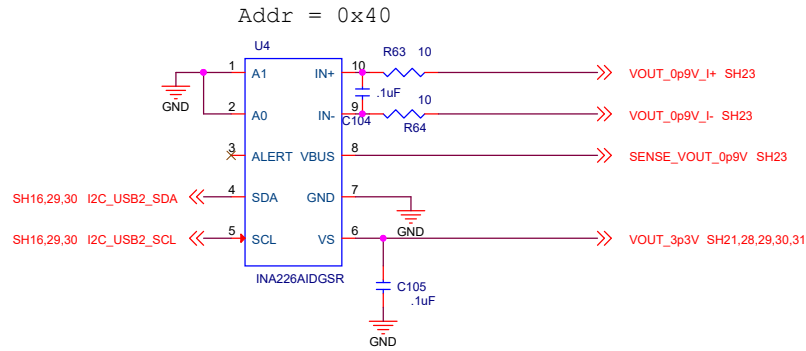 Addr = 0x40
U4
R63 10
1 A1 IN+ 10 VOUT_0p9V_I+ SH23
GND
.1uF
10
2 A0 IN- 9 VOUT_0p9V_I- SH23
C104
R64
3 ALERT VBUS 8 SENSE_VOUT_0p9V SH23
SH16,29,30 I2C_USB2_SDA 4 SDA GND 7
GND
SH16,29,30 I2C_USB2_SCL 5 SCL VS 6 VOUT_3p3V SH21,28,29,30,31
INA226AIDGSR
C105
.1uF
GND